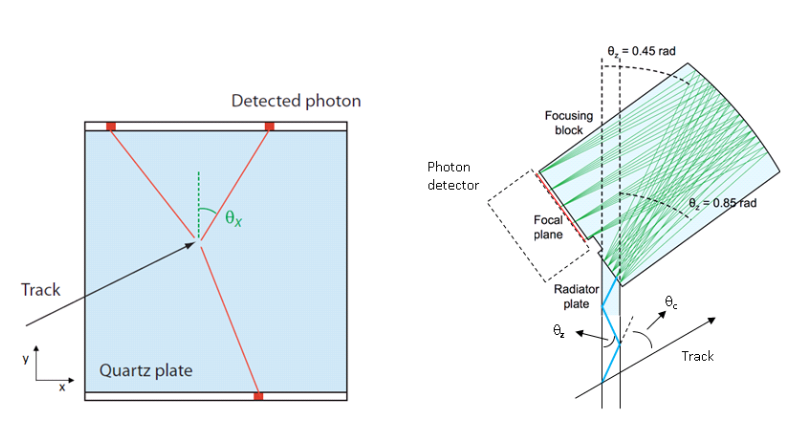 Detected photon
θx
Track
y
x
Quartz plate
θz = 0.45 rad
Focusing
block
Photon
detector
θz = 0.85 rad
Focal
plane
Radiator
plate
θc
θz
Track